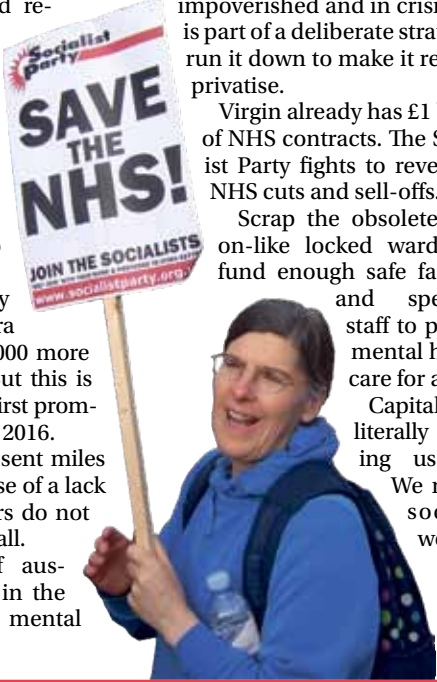 d re-
000 more
ut this is
irst prom-
2016.
sent miles
se of a lack
rs do not
all.
f aus-
in the
mental
Socialist
Party
SAVE
THE
NHS!
JOIN THE SOCIALISTS
www.socialistparty.org.
impoverished and in crisi
is part of a deliberate strat
run it down to make it re
privatise.
Virgin already has £1
of NHS contracts. The S
ist Party fights to reve
NHS cuts and sell-offs.
Scrap the obsolete
on-like locked ward
fund enough safe fa
and spe
staff to p
mental h
care for a
Capital
literally
ing us
We n
soc
we